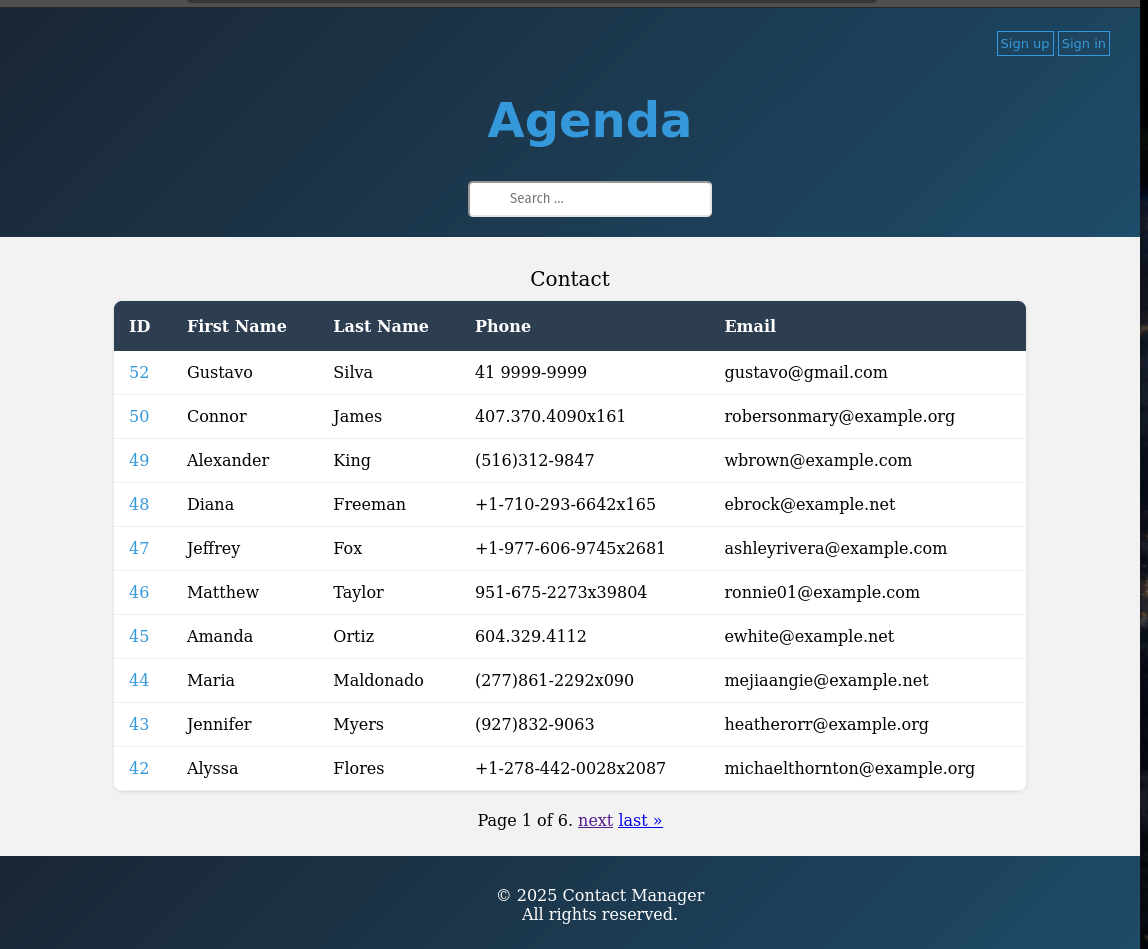 Sign up Sign in
Agenda
Search ...
Contact
ID First Name Last Name Phone Email
52 Gustavo Silva 41 9999-9999 gustavo@gmail.com
50 Connor James 407.370.4090x161 robersonmary@example.org
49 Alexander King (516)312-9847 wbrown@example.com
48 Diana Freeman +1-710-293-6642x165 ebrock@example.net
47 Jeffrey Fox +1-977-606-9745x2681 ashleyrivera@example.com
46 Matthew Taylor 951-675-2273x39804 ronnie01@example.com
45 Amanda Ortiz 604.329.4112 ewhite@example.net
44 Maria Maldonado (277)861-2292x090 mejiaangie@example.net
43 Jennifer Myers (927)832-9063 heatherorr@example.org
42 Alyssa Flores +1-278-442-0028x2087 michaelthornton@example.org
Page 1 of 6. next last »
© 2025 Contact Manager
All rights reserved.